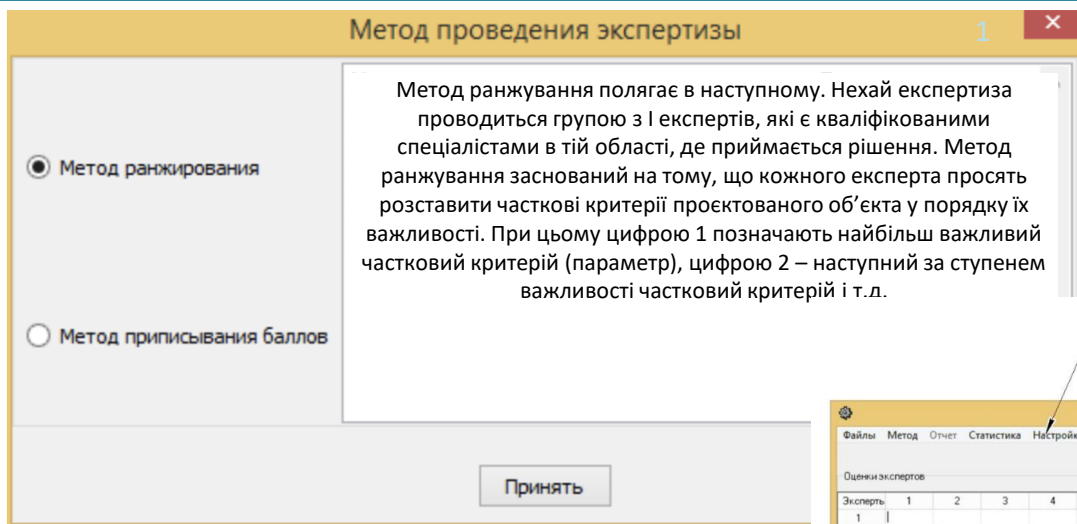 Метод проведения экспертизы
1
Метод ранжування полягає в наступному. Нехай експертиза
проводиться групою з І експертів, які є кваліфікованими
спеціалістами в тій області, де приймається рішення. Метод
ранжування заснований на тому, що кожного експерта просять
розставити часткові критерії проєктованого об’єкта у порядку їх
важливості. При цьому цифрою 1 позначають найбільш важливий
частковий критерій (параметр), цифрою 2 – наступний за ступенем
важливості частковий критерій і т.д.
Метод ранжирования
Метод приписывания баллов
Принять
Файлы Метод Отчет Статистика Настройк
Оценки экспертов
Эксперть 1 2 3 4
1